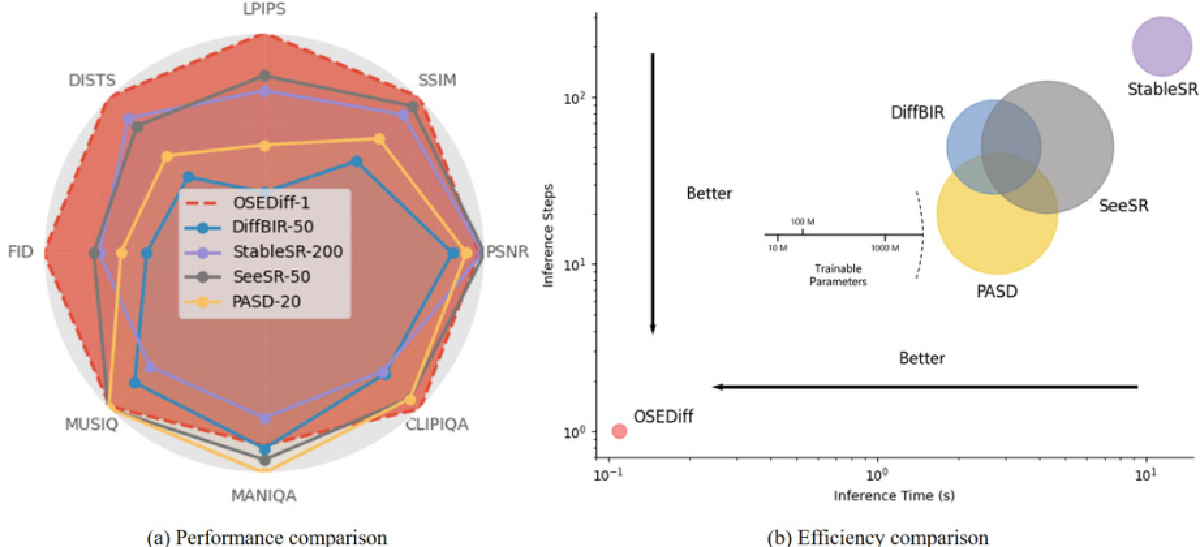 LPIPS
DISTS
SSIM
FID
PSNR
OSEDiff-1
DiffBIR-50
StableSR-200
SeeSR-50
PASD-20
MUSIQ
CLIPIQA
MANIQA
(a) Performance comparison
Inference Steps
10²
10¹
10⁰
StableSR
DiffBIR
SeeSR
PASD
Better
100 M
10 M
1000 M
Trainable
Parameters
Better
OSEDiff
10⁻¹
10⁰
10¹
Inference Time (s)
(b) Efficiency comparison